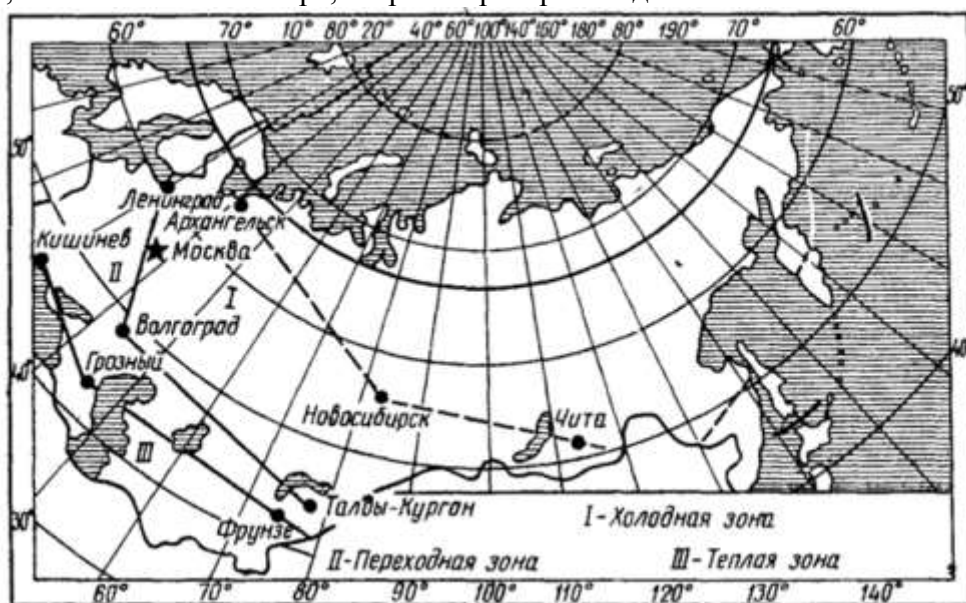 60° 70° 10° 80° 20° 40° 60° 100° 140° 160° 180° 80° 70° 60°
50°
50°
Ленинград
Архангельск
Кишинев
Москва
II
I
Волгоград
40°
Грозный
40°
Новосибирск
Чита
III
Талды-Курган
I-Холодная зона
30°
Фрунзе
II-Переходная зона
III-Теплая зона
60° 70° 80° 90° 100° 110° 120° 130° 140°